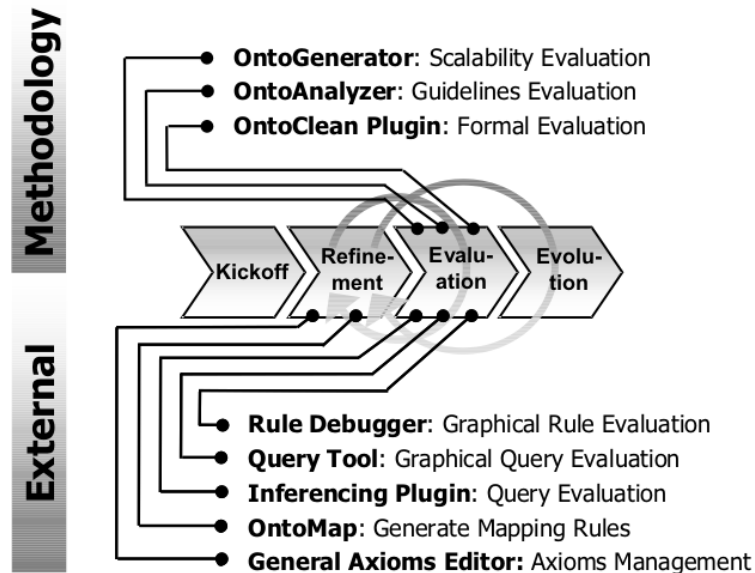 Methodology
OntoGenerator: Scalability Evaluation
OntoAnalyzer: Guidelines Evaluation
OntoClean Plugin: Formal Evaluation
Kickoff
Refine-
ment
Evalu-
ation
Evolu-
tion
External
Rule Debugger: Graphical Rule Evaluation
Query Tool: Graphical Query Evaluation
Inferencing Plugin: Query Evaluation
OntoMap: Generate Mapping Rules
General Axioms Editor: Axioms Management